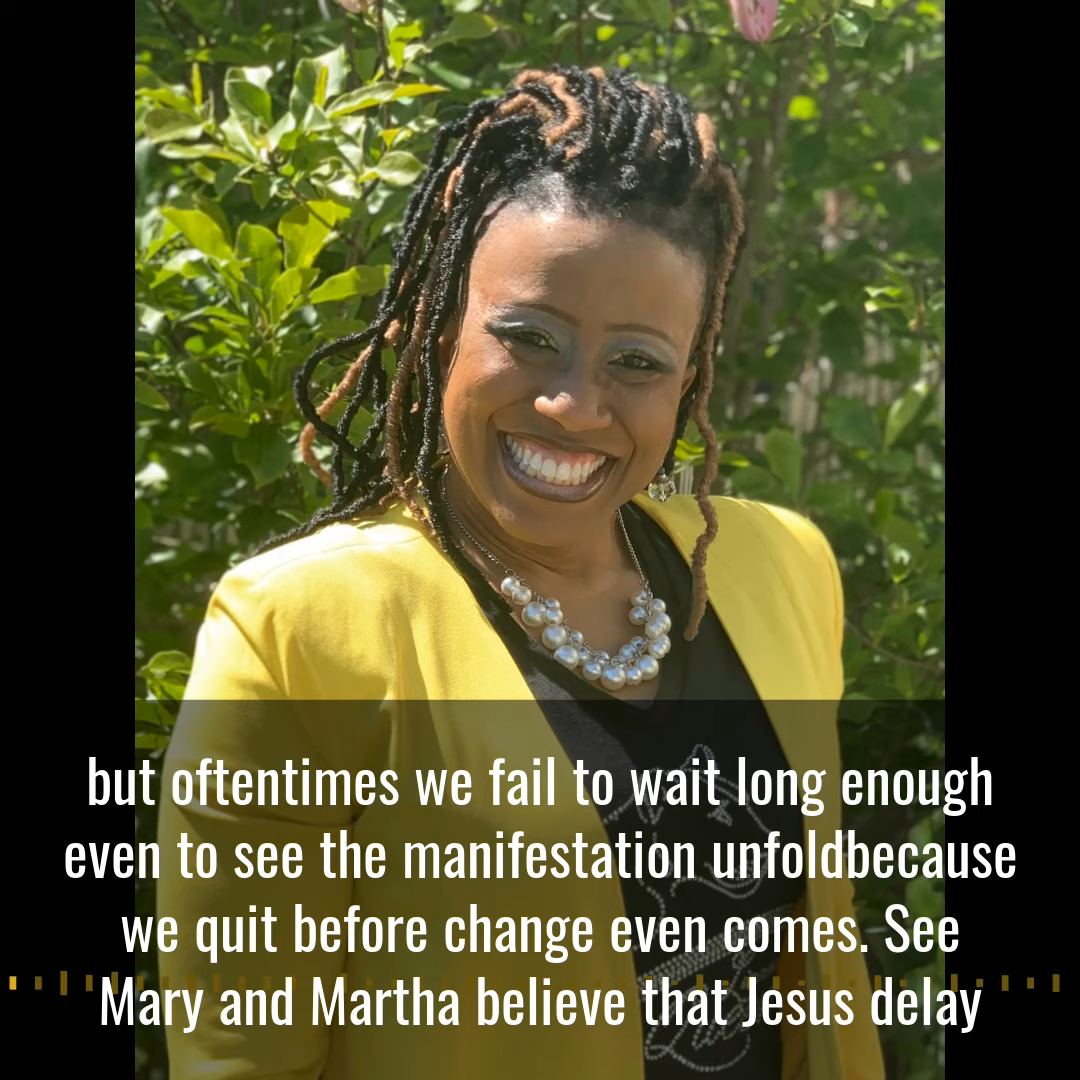 but oftentimes we fail to wait long enough
even to see the manifestation unfoldbecause
we quit before change even comes. See
Mary and Martha believe that Jesus delay